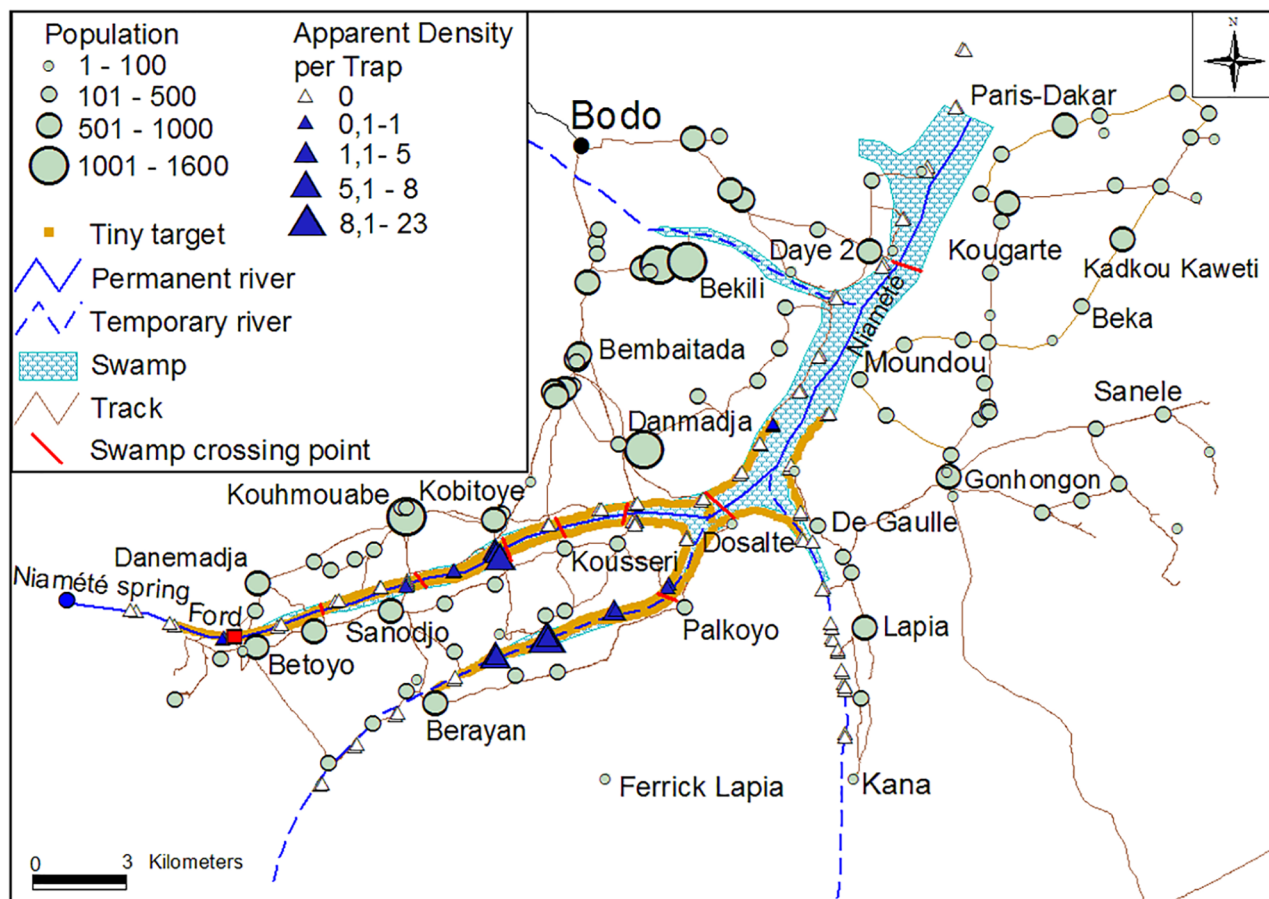 Population
1 - 100
101 - 500
501 - 1000
1001 - 1600
Apparent Density
per Trap
0
0,1-1
1,1- 5
5,1 - 8
8,1- 23
Tiny target
Permanent river
Temporary river
Swamp
Track
Swamp crossing point
N
Bodo
Paris-Dakar
Daye 2
Kougarte
Kadkou Kaweti
Bekili
Beka
Niamete
Bembaitada
Moundou
Sanele
Danmadja
Gonhongon
Kouhmouabe
Kobitoye
De Gaulle
Dosalte
Kousseri
Danemadja
Niamété spring
Ford
Sanodjo
Palkoyo
Lapia
Betoyo
Berayan
Ferrick Lapia
Kana
0 3 Kilometers